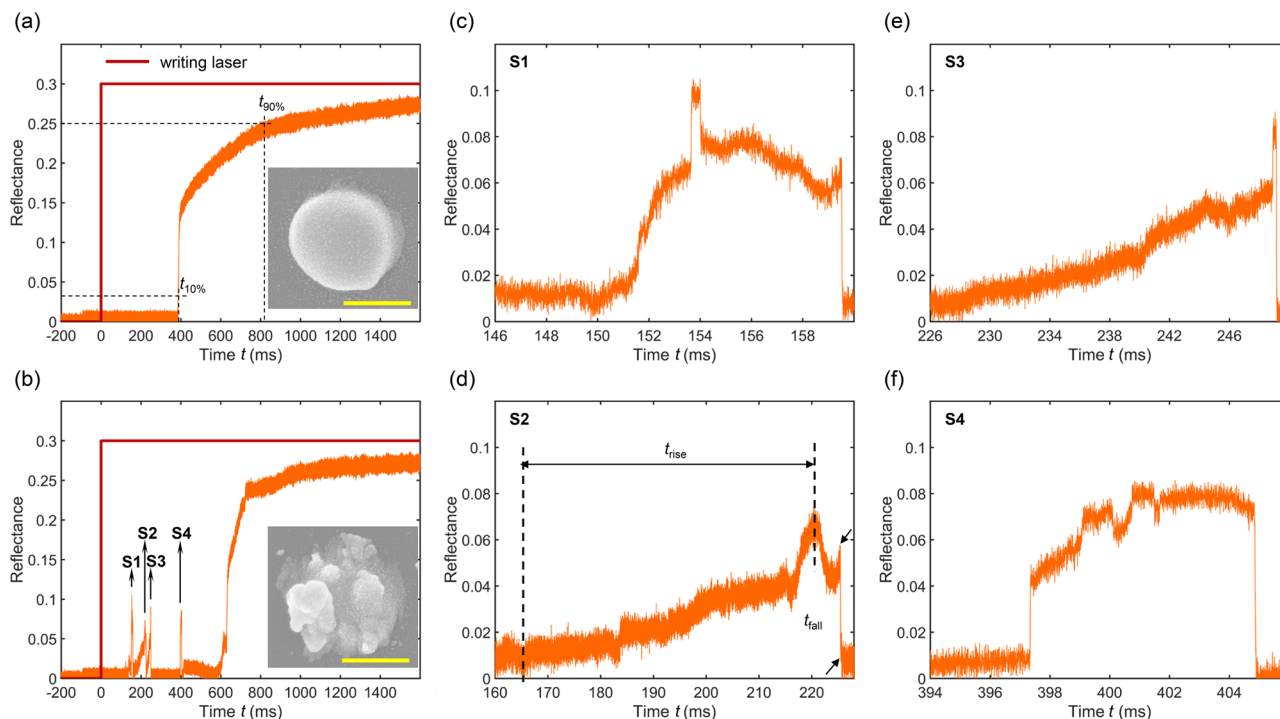 (a)
writing laser
0.3
0.25
0.2
0.15
0.1
0.05
0
Reflectance
t90%
t10%
-200 0 200 400 600 800 1000 1200 1400
Time t (ms)
(c)
S1
0.1
0.08
0.06
0.04
0.02
0
Reflectance
146 148 150 152 154 156 158
Time t (ms)
(e)
S3
0.1
0.08
0.06
0.04
0.02
0
Reflectance
226 230 234 238 242 246
Time t (ms)
(b)
0.3
0.25
0.2
0.15
0.1
0.05
0
Reflectance
S1
S2
S3
S4
-200 0 200 400 600 800 1000 1200 1400
Time t (ms)
(d)
S2
0.1
0.08
0.06
0.04
0.02
0
Reflectance
trise
tfall
160 170 180 190 200 210 220
Time t (ms)
(f)
S4
0.1
0.08
0.06
0.04
0.02
0
Reflectance
394 396 398 400 402 404
Time t (ms)